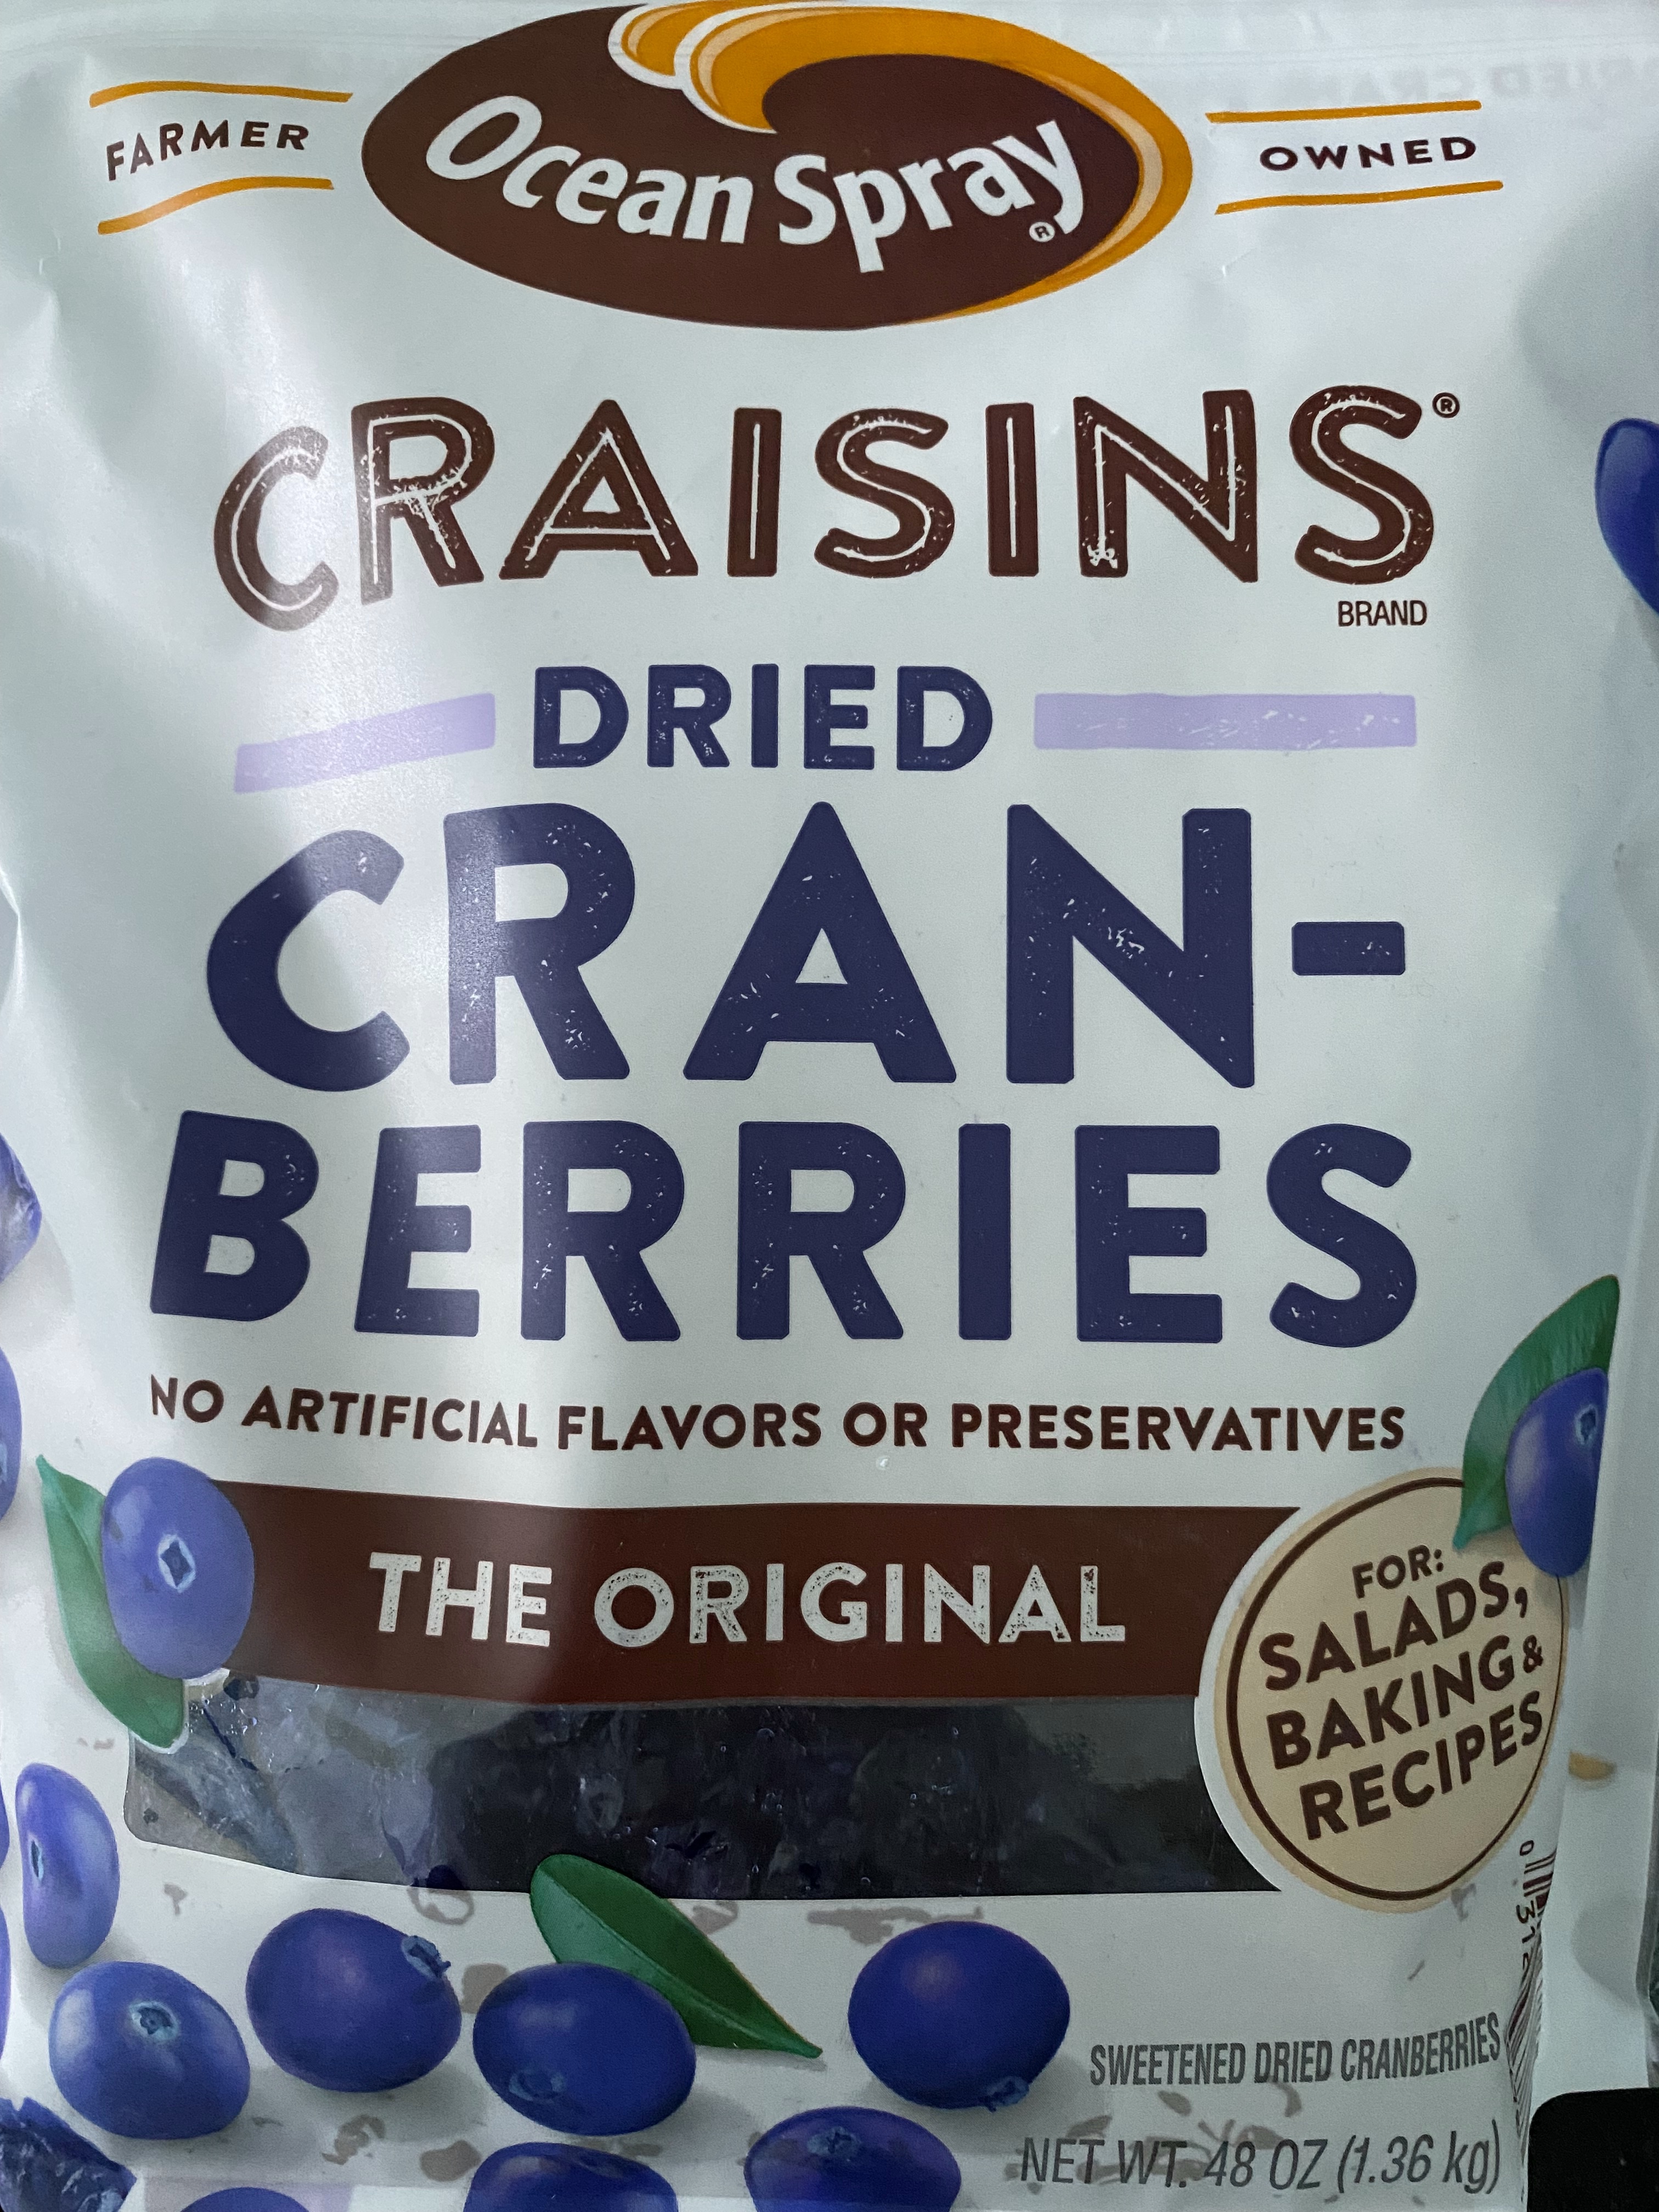 FARMER
Ocean Spray®
OWNED
CRAISINS®
BRAND
DRIED
CRAN-
BERRIES
NO ARTIFICIAL FLAVORS OR PRESERVATIVES
THE ORIGINAL
FOR:
SALADS,
BAKING &
RECIPES
SWEETENED DRIED CRANBERRIES
NET WT. 48 OZ (1.36 kg)